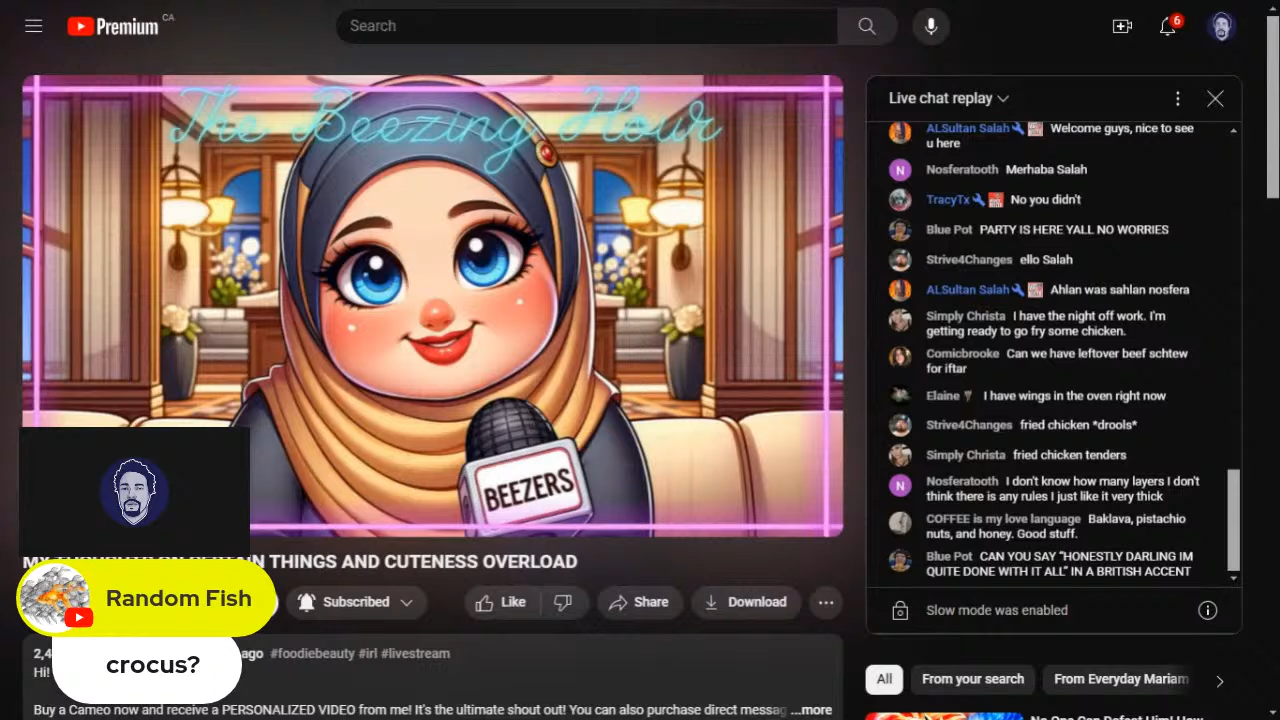 Premium CA
Search
6
The Beezing Hour
BEEZERS
Live chat replay
ALSultan Salah Welcome guys, nice to see
u here
N Nosferatooth Merhaba Salah
TracyTx No you didn't
Blue Pot PARTY IS HERE YALL NO WORRIES
Strive4Changes ello Salah
ALSultan Salah Ahlan was sahlan nosfera
Simply Christa I have the night off work. I'm
getting ready to go fry some chicken.
Comicbrooke Can we have leftover beef schtew
for iftar
Elaine I have wings in the oven right now
Strive4Changes fried chicken *drools*
Simply Christa fried chicken tenders
N Nosferatooth I don't know how many layers I don't
think there is any rules I just like it very thick
COFFEE is my love language Baklava, pistachio
nuts, and honey. Good stuff.
Blue Pot CAN YOU SAY "HONESTLY DARLING IM
QUITE DONE WITH IT ALL" IN A BRITISH ACCENT
Slow mode was enabled
THINGS AND CUTENESS OVERLOAD
Subscribed
Like
Share
Download
Random Fish
crocus?
2,4 ago #foodiebeauty #irl #livestream
Hi!
Buy a Cameo now and receive a PERSONALIZED VIDEO from me! It's the ultimate shout out! You can also purchase direct messag ...more
All
From your search
From Everyday Mariam
No One Can Defeat Him! How